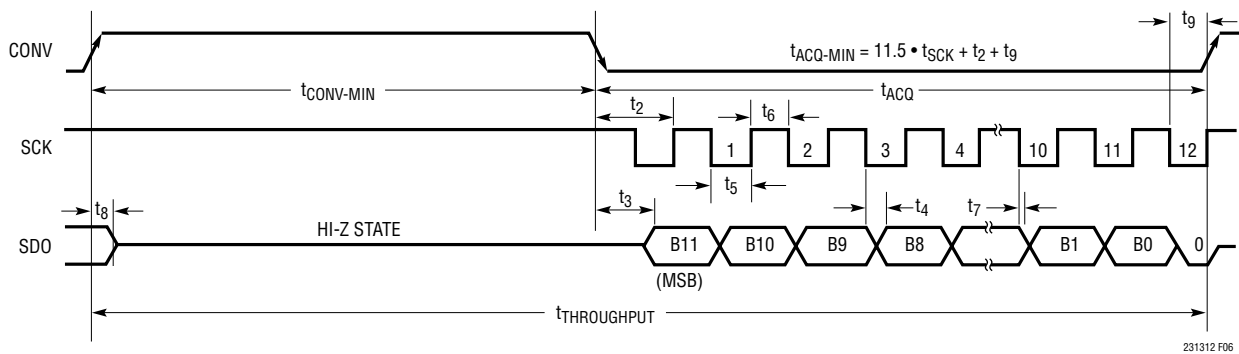 CONV
t9
tACQ-MIN = 11.5 • tSCK + t2 + t9
tCONV-MIN
tACQ
t2
t6
SCK
1 2 3 4 10 11 12
t5
t3
t8
t4
t7
HI-Z STATE
SDO
B11 B10 B9 B8 B1 B0 0
(MSB)
tTHROUGHPUT
231312 F06